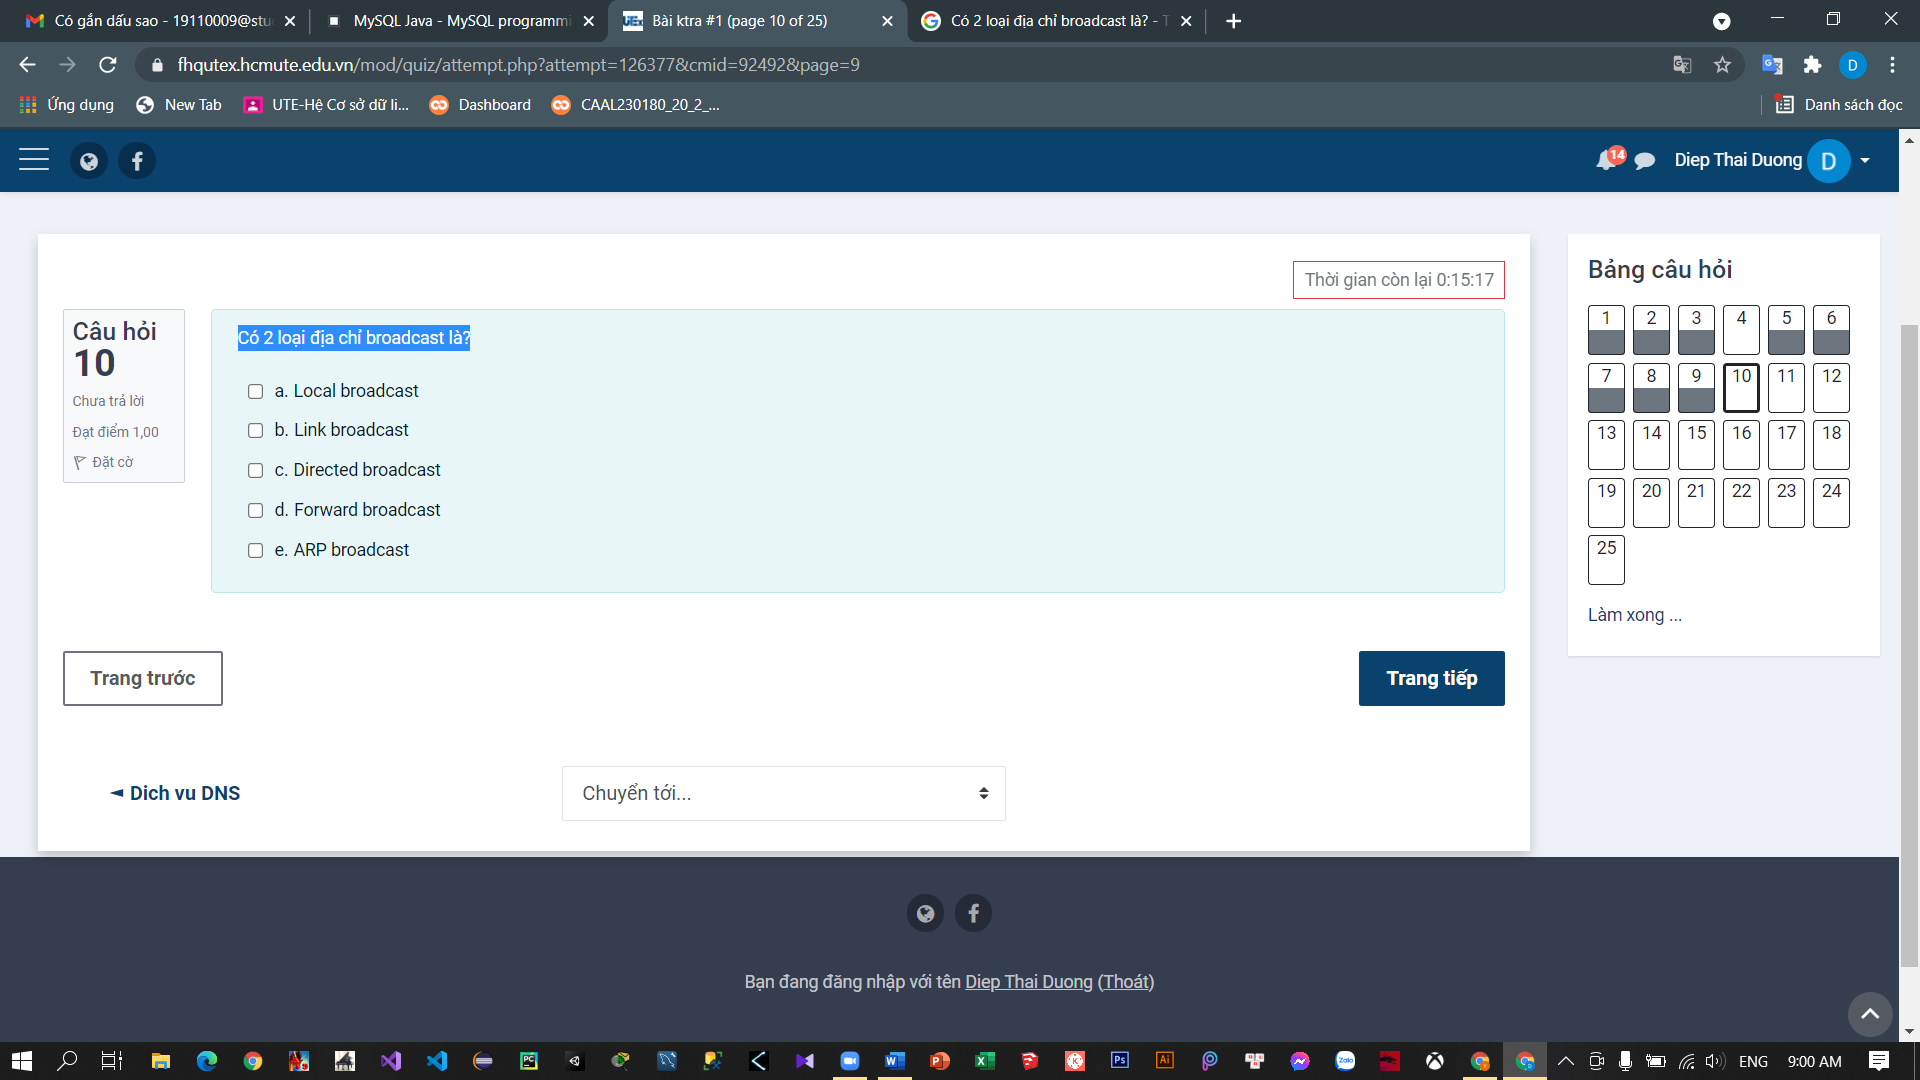 Có gắn dấu sao - 19110009@stu
MySQL Java - MySQL programmi
Bài ktra #1 (page 10 of 25)
Có 2 loại địa chỉ broadcast là? - T
fhqutex.hcmute.edu.vn/mod/quiz/attempt.php?attempt=126377&cmid=92492&page=9
D
Ứng dụng
New Tab
UTE-Hệ Cơ sở dữ li...
Dashboard
CAAL230180_20_2_...
Danh sách đọc
14
Diep Thai Duong
D
Thời gian còn lại 0:15:17
Câu hỏi
10
Chưa trả lời
Đạt điểm 1,00
Đặt cờ
Có 2 loại địa chỉ broadcast là?
a. Local broadcast
b. Link broadcast
c. Directed broadcast
d. Forward broadcast
e. ARP broadcast
Bảng câu hỏi
1 2 3 4 5 6
7 8 9 10 11 12
13 14 15 16 17 18
19 20 21 22 23 24
25
Làm xong ...
Trang trước
Trang tiếp
◄ Dich vu DNS
Chuyển tới...
Bạn đang đăng nhập với tên Diep Thai Duong (Thoát)
ENG
9:00 AM